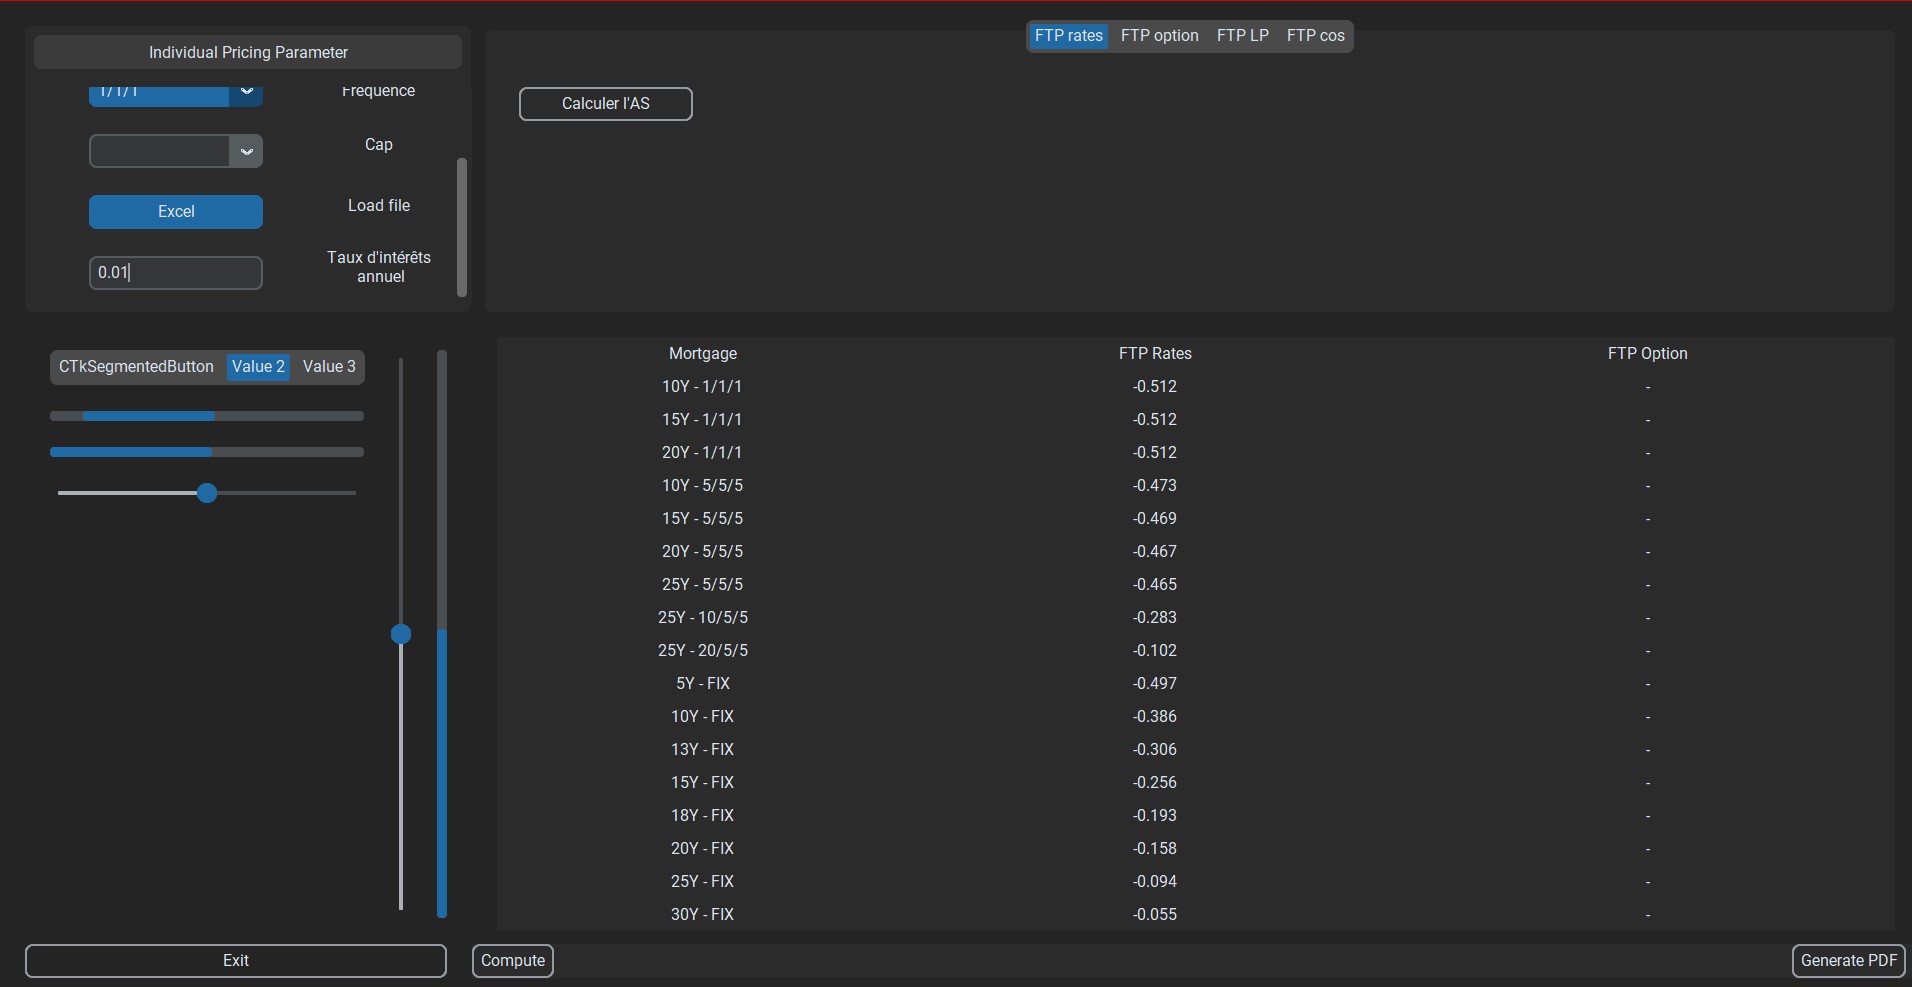 FTP rates FTP option FTP LP FTP cos
Individual Pricing Parameter
1/1/1 Frequence
Calculer l'AS
Cap
Excel Load file
0.01 Taux d'intérêts
annuel
CTkSegmentedButton Value 2 Value 3
Mortgage FTP Rates FTP Option
10Y - 1/1/1 -0.512 -
15Y - 1/1/1 -0.512 -
20Y - 1/1/1 -0.512 -
10Y - 5/5/5 -0.473 -
15Y - 5/5/5 -0.469 -
20Y - 5/5/5 -0.467 -
25Y - 5/5/5 -0.465 -
25Y - 10/5/5 -0.283 -
25Y - 20/5/5 -0.102 -
5Y - FIX -0.497 -
10Y - FIX -0.386 -
13Y - FIX -0.306 -
15Y - FIX -0.256 -
18Y - FIX -0.193 -
20Y - FIX -0.158 -
25Y - FIX -0.094 -
30Y - FIX -0.055 -
Exit Compute Generate PDF